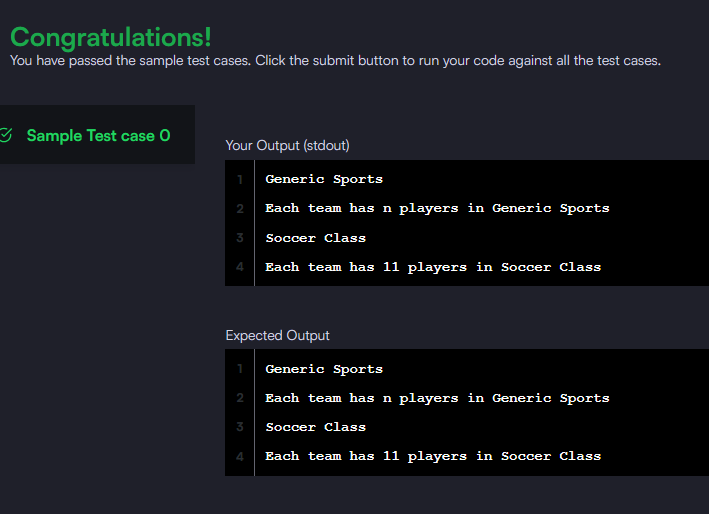 Congratulations!
You have passed the sample test cases. Click the submit button to run your code against all the test cases.
Sample Test case 0
Your Output (stdout)
1 Generic Sports
2 Each team has n players in Generic Sports
3 Soccer Class
4 Each team has 11 players in Soccer Class
Expected Output
1 Generic Sports
2 Each team has n players in Generic Sports
3 Soccer Class
4 Each team has 11 players in Soccer Class